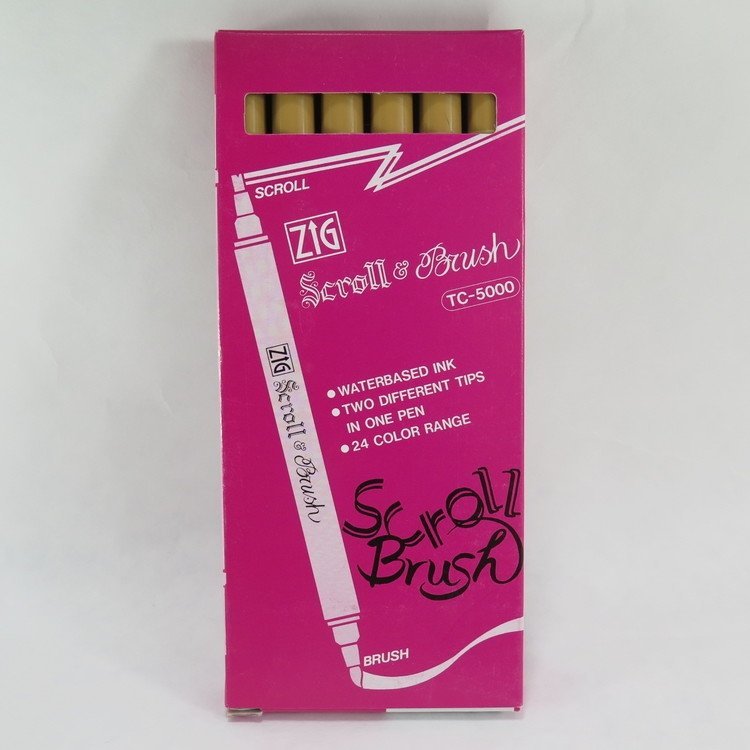 SCROLL
ZIG
Scroll & Brush
TC-5000
ZIG Scroll & Brush
● WATERBASED INK
● TWO DIFFERENT TIPS
IN ONE PEN
● 24 COLOR RANGE
Scroll
Brush
BRUSH